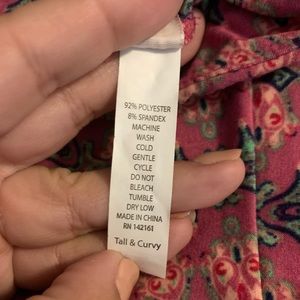 92% POLYESTER
8% SPANDEX
MACHINE
WASH
COLD
GENTLE
CYCLE
DO NOT
BLEACH
TUMBLE
DRY LOW
MADE IN CHINA
RN 142161
Tall & Curvy